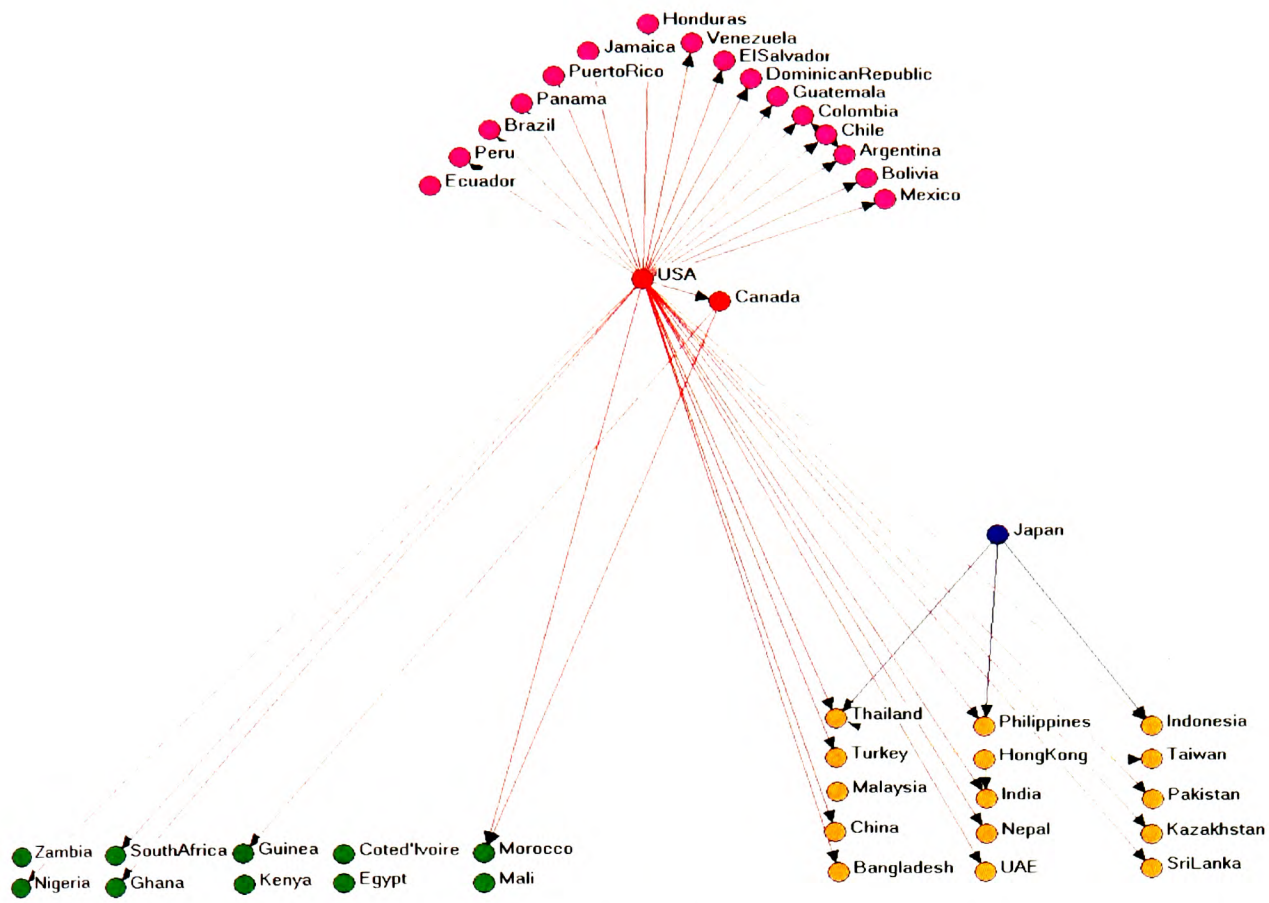 Honduras
Venezuela
Jamaica
ElSalvador
PuertoRico
DominicanRepublic
Guatemala
Panama
Colombia
Brazil
Chile
Peru
Argentina
Ecuador
Bolivia
Mexico
USA
Canada
Japan
Thailand
Philippines
Indonesia
Turkey
HongKong
Taiwan
Malaysia
India
Pakistan
China
Nepal
Kazakhstan
Bangladesh
UAE
SriLanka
Zambia
SouthAfrica
Guinea
Coted'Ivoire
Morocco
Nigeria
Ghana
Kenya
Egypt
Mali